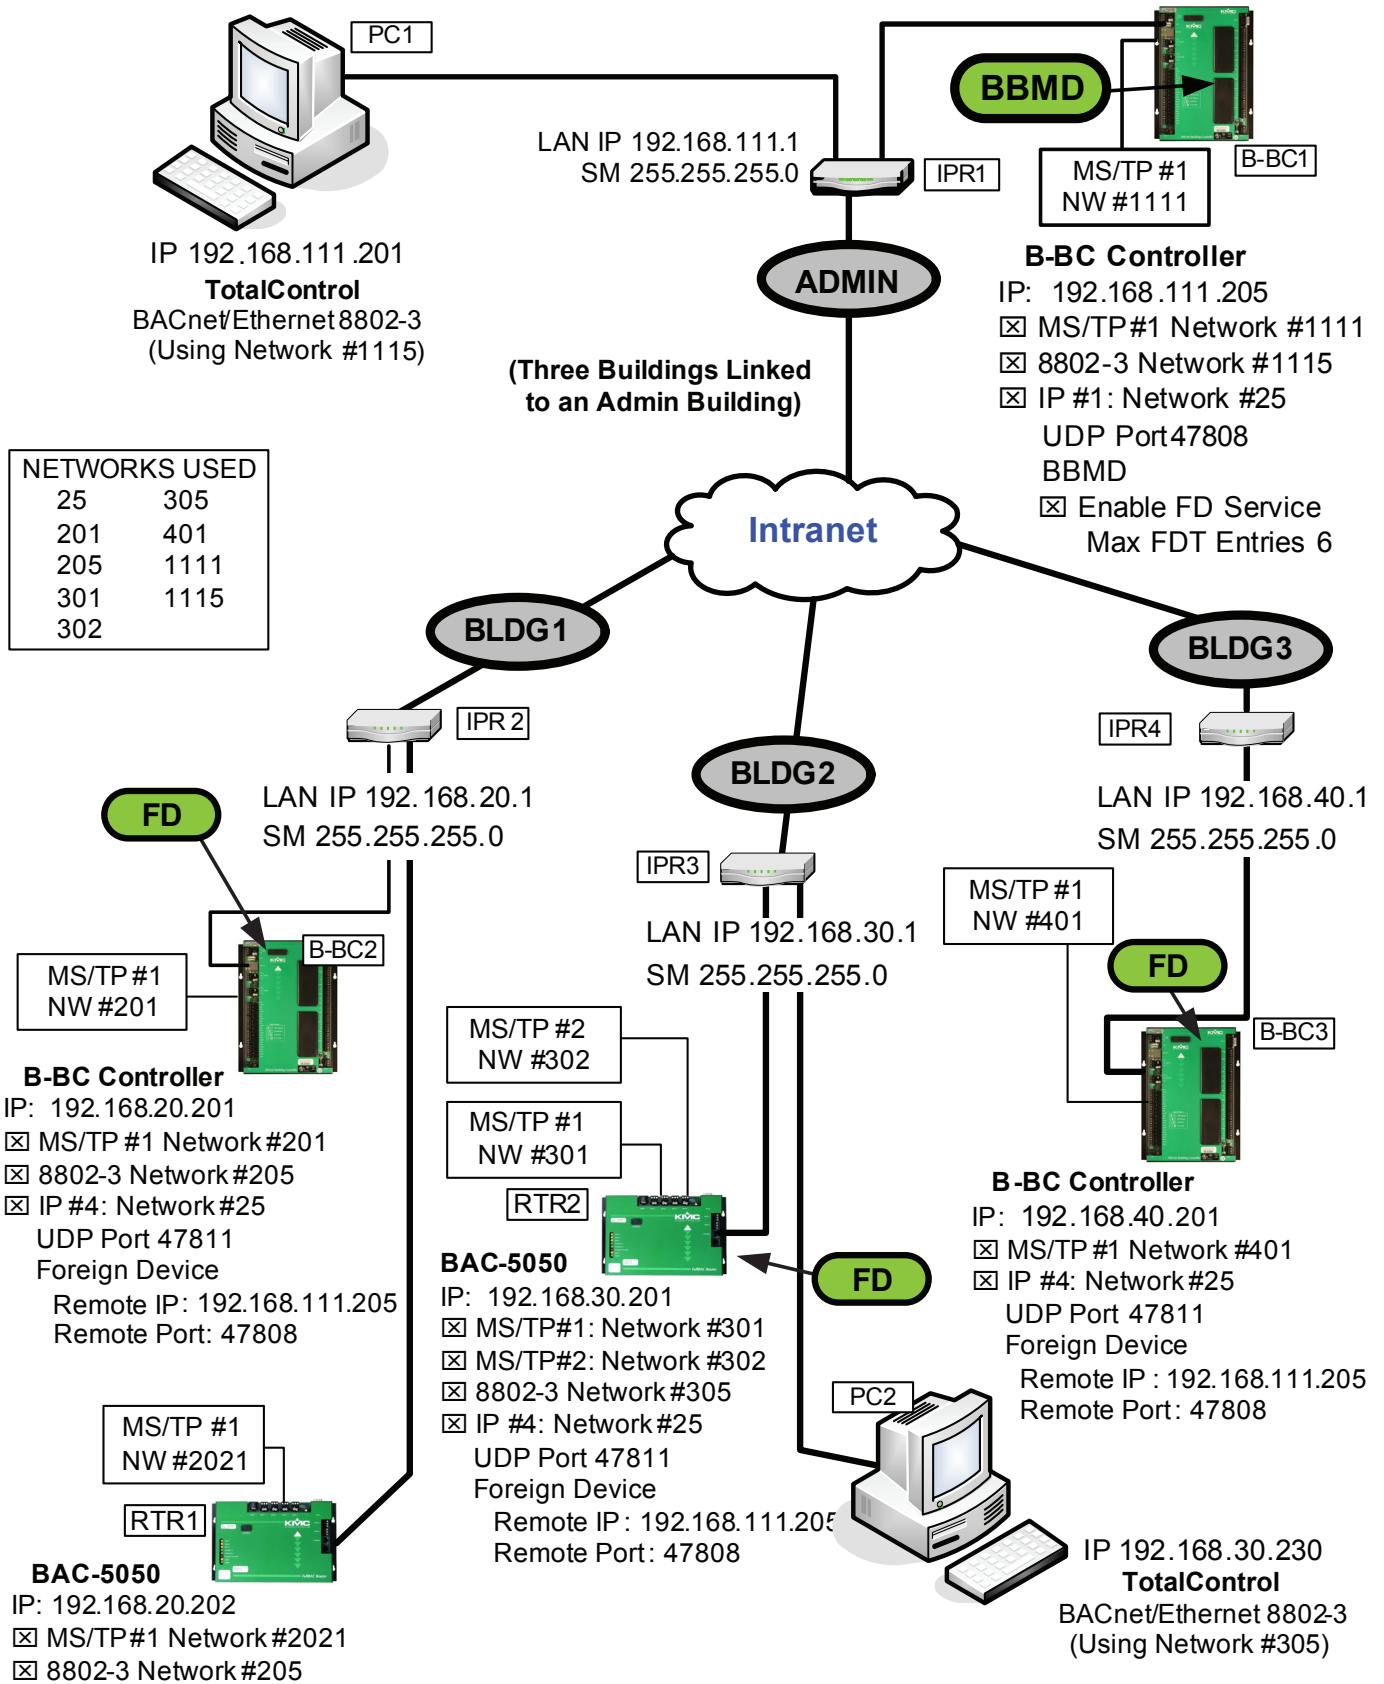 PC1
IP 192.168.111.201
TotalControl
BACnet/Ethernet 8802-3
(Using Network #1115)
LAN IP 192.168.111.1
SM 255.255.255.0
IPR1
BBMD
KMC
B-BC1
MS/TP #1
NW #1111
B-BC Controller
IP: 192.168.111.205
☒ MS/TP#1 Network #1111
☒ 8802-3 Network #1115
☒ IP #1: Network #25
UDP Port 47808
BBMD
☒ Enable FD Service
Max FDT Entries 6
ADMIN
(Three Buildings Linked
to an Admin Building)
Intranet
NETWORKS USED
25 305
201 401
205 1111
301 1115
302
BLDG1
IPR 2
LAN IP 192.168.20.1
SM 255.255.255.0
FD
B-BC2
MS/TP #1
NW #201
B-BC Controller
IP: 192.168.20.201
☒ MS/TP #1 Network #201
☒ 8802-3 Network #205
☒ IP #4: Network #25
UDP Port 47811
Foreign Device
Remote IP: 192.168.111.205
Remote Port: 47808
MS/TP #1
NW #2021
RTR1
KMC
BAC-5050
IP: 192.168.20.202
☒ MS/TP#1 Network #2021
☒ 8802-3 Network #205
BLDG2
IPR3
LAN IP 192.168.30.1
SM 255.255.255.0
MS/TP #2
NW #302
MS/TP #1
NW #301
RTR2
KMC
FD
BAC-5050
IP: 192.168.30.201
☒ MS/TP#1: Network #301
☒ MS/TP#2: Network #302
☒ 8802-3 Network #305
☒ IP #4: Network #25
UDP Port 47811
Foreign Device
Remote IP: 192.168.111.205
Remote Port: 47808
PC2
IP 192.168.30.230
TotalControl
BACnet/Ethernet 8802-3
(Using Network #305)
BLDG3
IPR4
LAN IP 192.168.40.1
SM 255.255.255.0
MS/TP #1
NW #401
FD
B-BC3
KMC
B-BC Controller
IP: 192.168.40.201
☒ MS/TP #1 Network #401
☒ IP #4: Network #25
UDP Port 47811
Foreign Device
Remote IP : 192.168.111.205
Remote Port: 47808